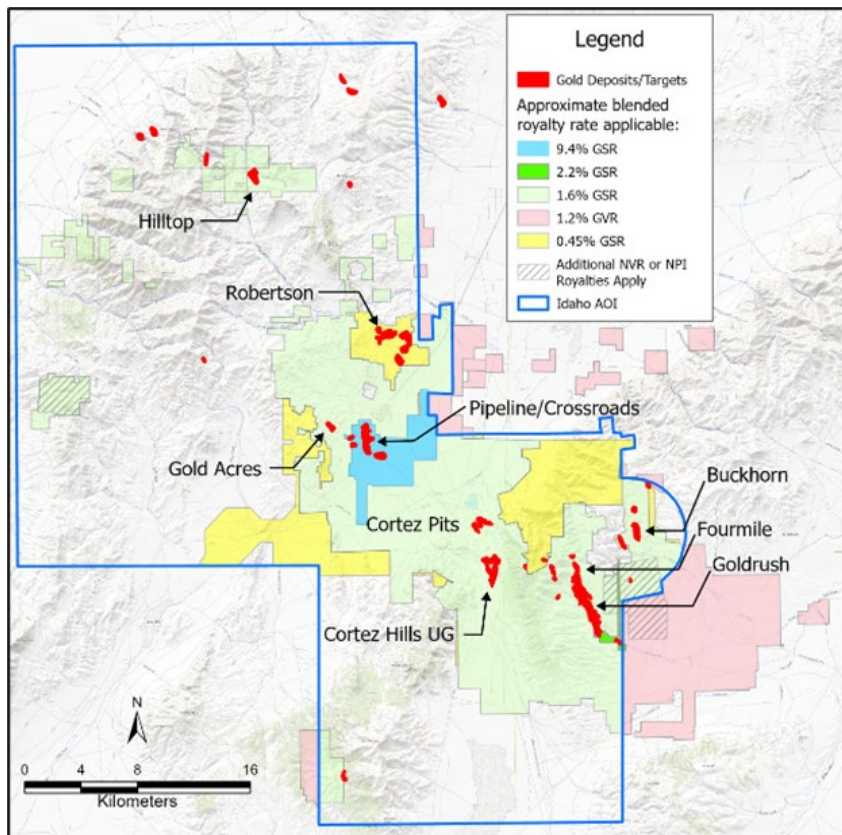 Legend
Gold Deposits/Targets
Approximate blended
royalty rate applicable:
9.4% GSR
2.2% GSR
1.6% GSR
1.2% GVR
0.45% GSR
Additional NVR or NPI
Royalties Apply
Idaho AOI
Hilltop
Robertson
Pipeline/Crossroads
Gold Acres
Buckhorn
Cortez Pits
Fourmile
Goldrush
Cortez Hills UG
N
0 4 8 16
Kilometers